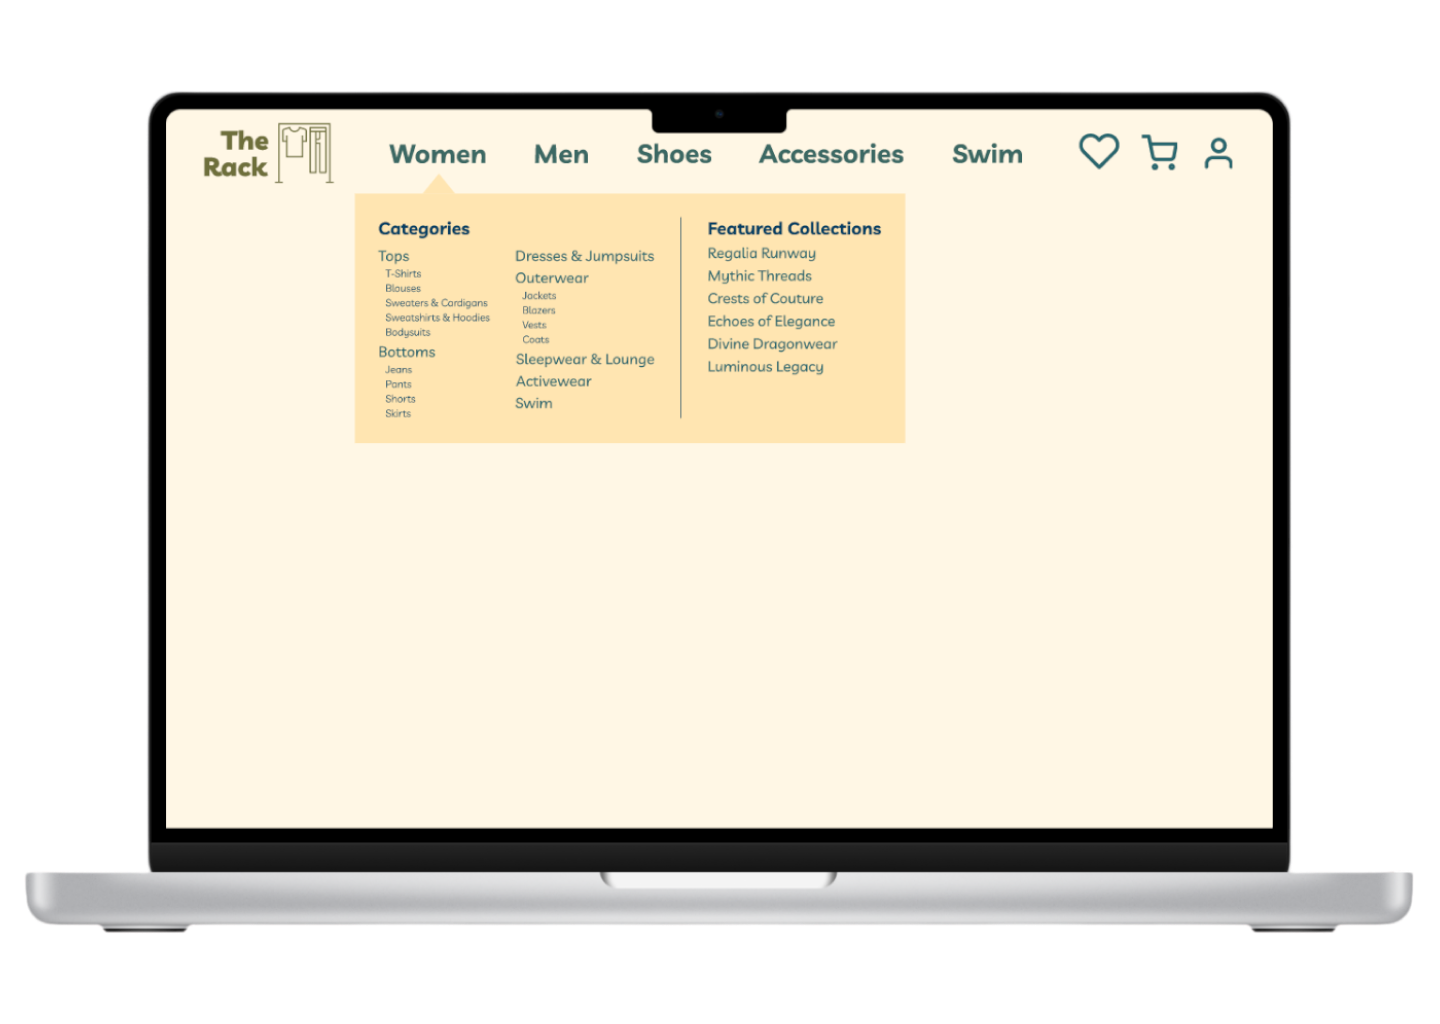 The
Rack
Women
Men
Shoes
Accessories
Swim
Categories
Tops
T-Shirts
Blouses
Sweaters & Cardigans
Sweatshirts & Hoodies
Bodysuits
Bottoms
Jeans
Pants
Shorts
Skirts
Dresses & Jumpsuits
Outerwear
Jackets
Blazers
Vests
Coats
Sleepwear & Lounge
Activewear
Swim
Featured Collections
Regalia Runway
Mythic Threads
Crests of Couture
Echoes of Elegance
Divine Dragonwear
Luminous Legacy